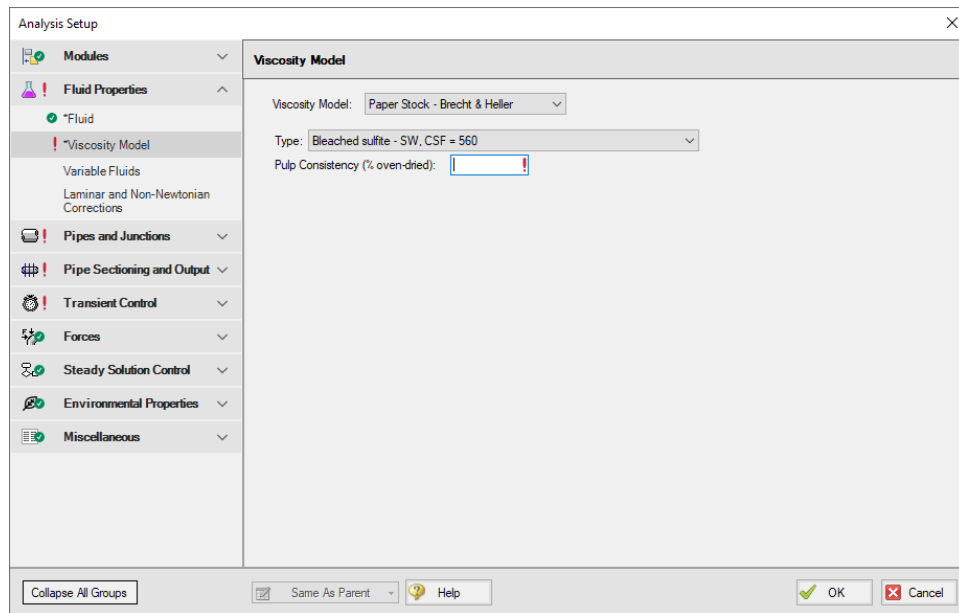 Analysis Setup
Modules
Fluid Properties
*Fluid
*Viscosity Model
Variable Fluids
Laminar and Non-Newtonian
Corrections
Pipes and Junctions
Pipe Sectioning and Output
Transient Control
Forces
Steady Solution Control
Environmental Properties
Miscellaneous
Collapse All Groups
Viscosity Model
Viscosity Model: Paper Stock - Brecht & Heller
Type: Bleached sulfite - SW, CSF = 560
Pulp Consistency (% oven-dried):
Same As Parent
Help
OK
Cancel